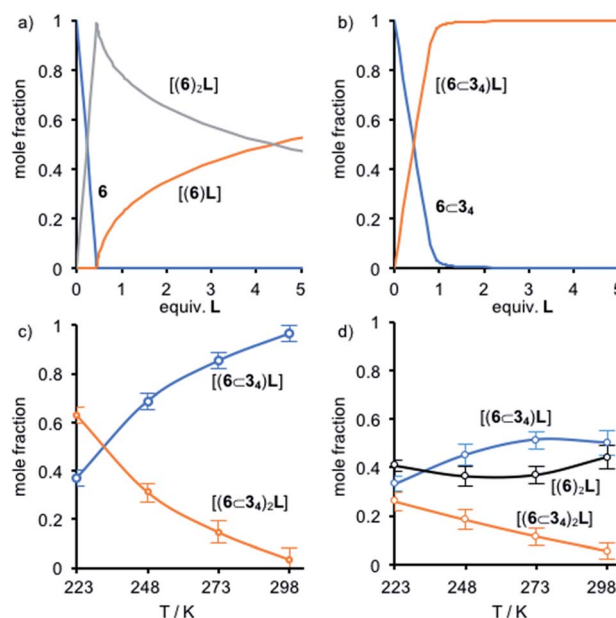 a)
mole fraction
1
0.8
0.6
0.4
0.2
0
[(6)₂L]
6
[(6)L]
0 1 2 3 4 5
equiv. L
b)
mole fraction
1
0.8
0.6
0.4
0.2
0
[(6⊂3₄)L]
6⊂3₄
0 1 2 3 4 5
equiv. L
c)
mole fraction
1
0.8
0.6
0.4
0.2
0
[(6⊂3₄)L]
[(6⊂3₄)₂L]
223 248 273 298
T / K
d)
mole fraction
1
0.8
0.6
0.4
0.2
0
[(6⊂3₄)L]
[(6)₂L]
[(6⊂3₄)₂L]
223 248 273 298
T / K